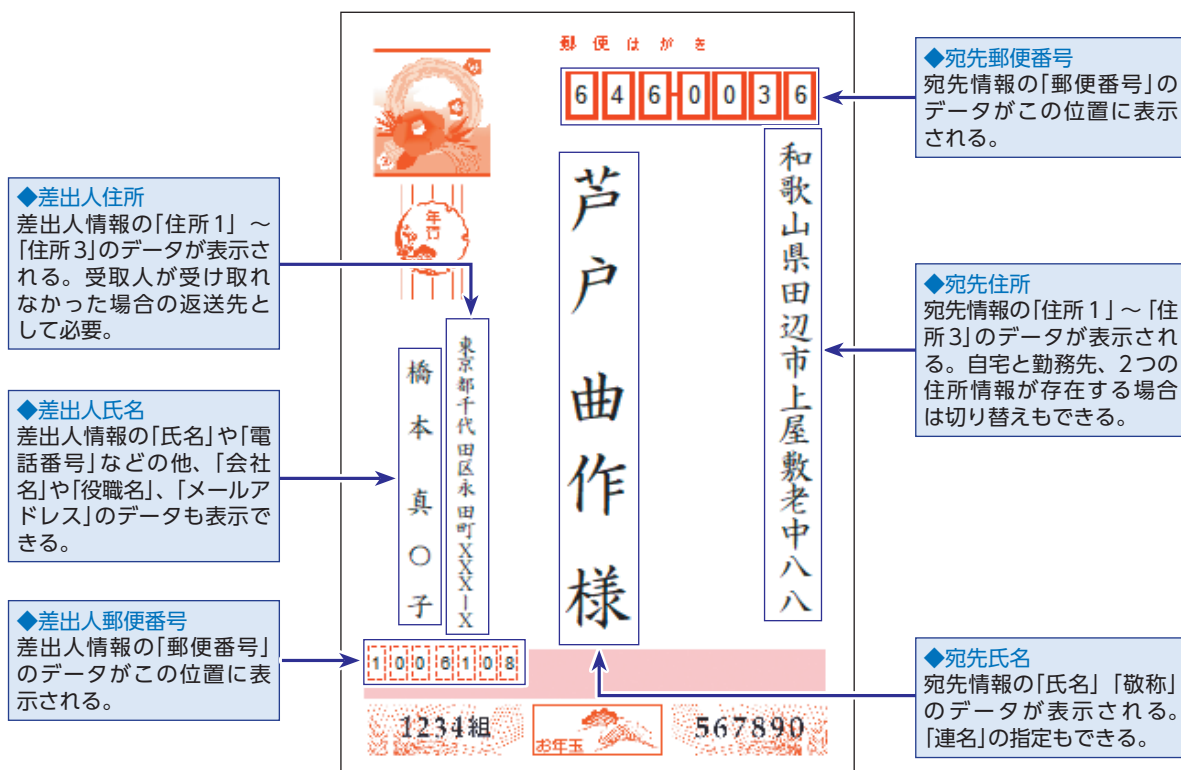 郵便はがき
646-0036
和歌山県田辺市上屋敷老中八八
芦戸 曲作 様
年賀
東京都千代田区永田町XXX-X
橋本 真〇子
1006108
1234組
お年玉
567890
◆差出人住所
差出人情報の「住所1」～
「住所3」のデータが表示さ
れる。受取人が受け取れ
なかった場合の返送先と
して必要。
◆差出人氏名
差出人情報の「氏名」や「電
話番号」などの他、「会社
名」や「役職名」、「メールア
ドレス」のデータも表示で
きる。
◆差出人郵便番号
差出人情報の「郵便番号」
のデータがこの位置に表
示される。
◆宛先郵便番号
宛先情報の「郵便番号」の
データがこの位置に表示
される。
◆宛先住所
宛先情報の「住所1」～「住
所3」のデータが表示され
る。自宅と勤務先、2つの
住所情報が存在する場合
は切り替えもできる。
◆宛先氏名
宛先情報の「氏名」「敬称」
のデータが表示される。
「連名」の指定もできる。